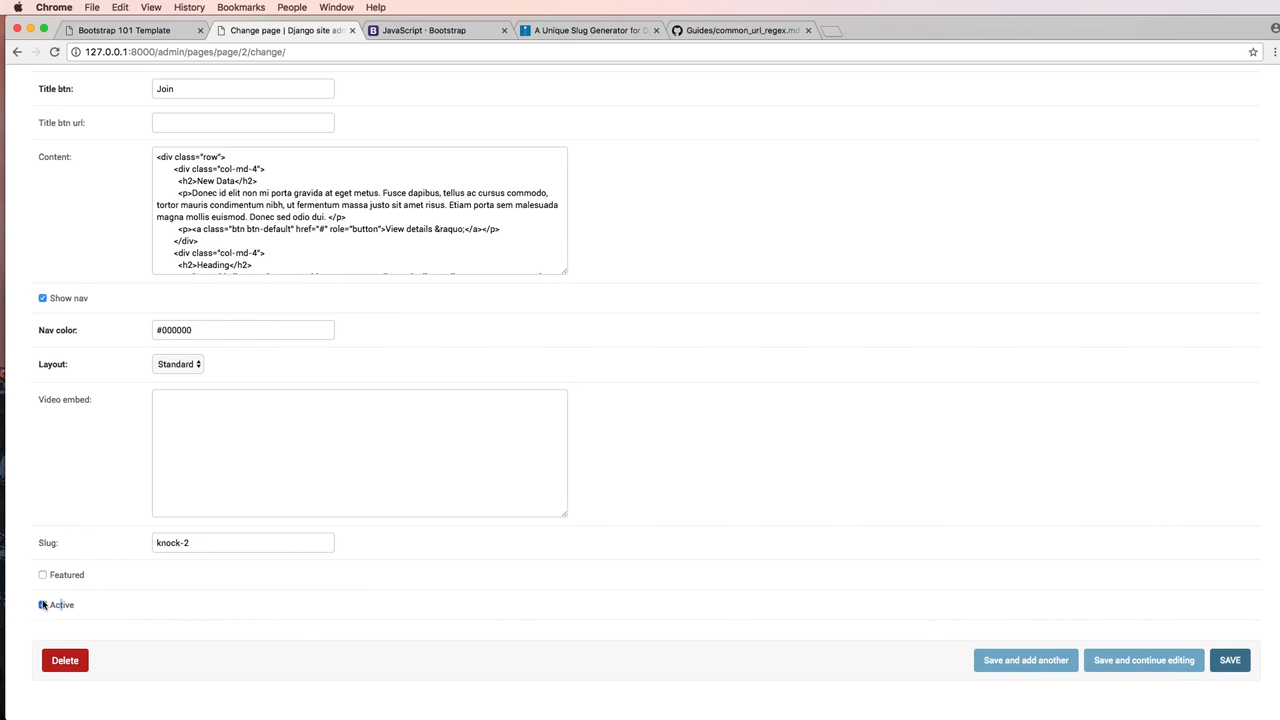 Chrome File Edit View History Bookmarks People Window Help
Bootstrap 101 Template Change page | Django site adm JavaScript · Bootstrap A Unique Slug Generator for Dj Guides/common_url_regex.md
127.0.0.1:8000/admin/pages/page/2/change/
Title btn: Join
Title btn url:
Content: <div class="row">
<div class="col-md-4">
<h2>New Data</h2>
<p>Donec id elit non mi porta gravida at eget metus. Fusce dapibus, tellus ac cursus commodo,
tortor mauris condimentum nibh, ut fermentum massa justo sit amet risus. Etiam porta sem malesuada
magna mollis euismod. Donec sed odio dui. </p>
<p><a class="btn btn-default" href="#" role="button">View details &raquo;</a></p>
</div>
<div class="col-md-4">
<h2>Heading</h2>
Show nav
Nav color: #000000
Layout: Standard
Video embed:
Slug: knock-2
Featured
Active
Delete Save and add another Save and continue editing SAVE